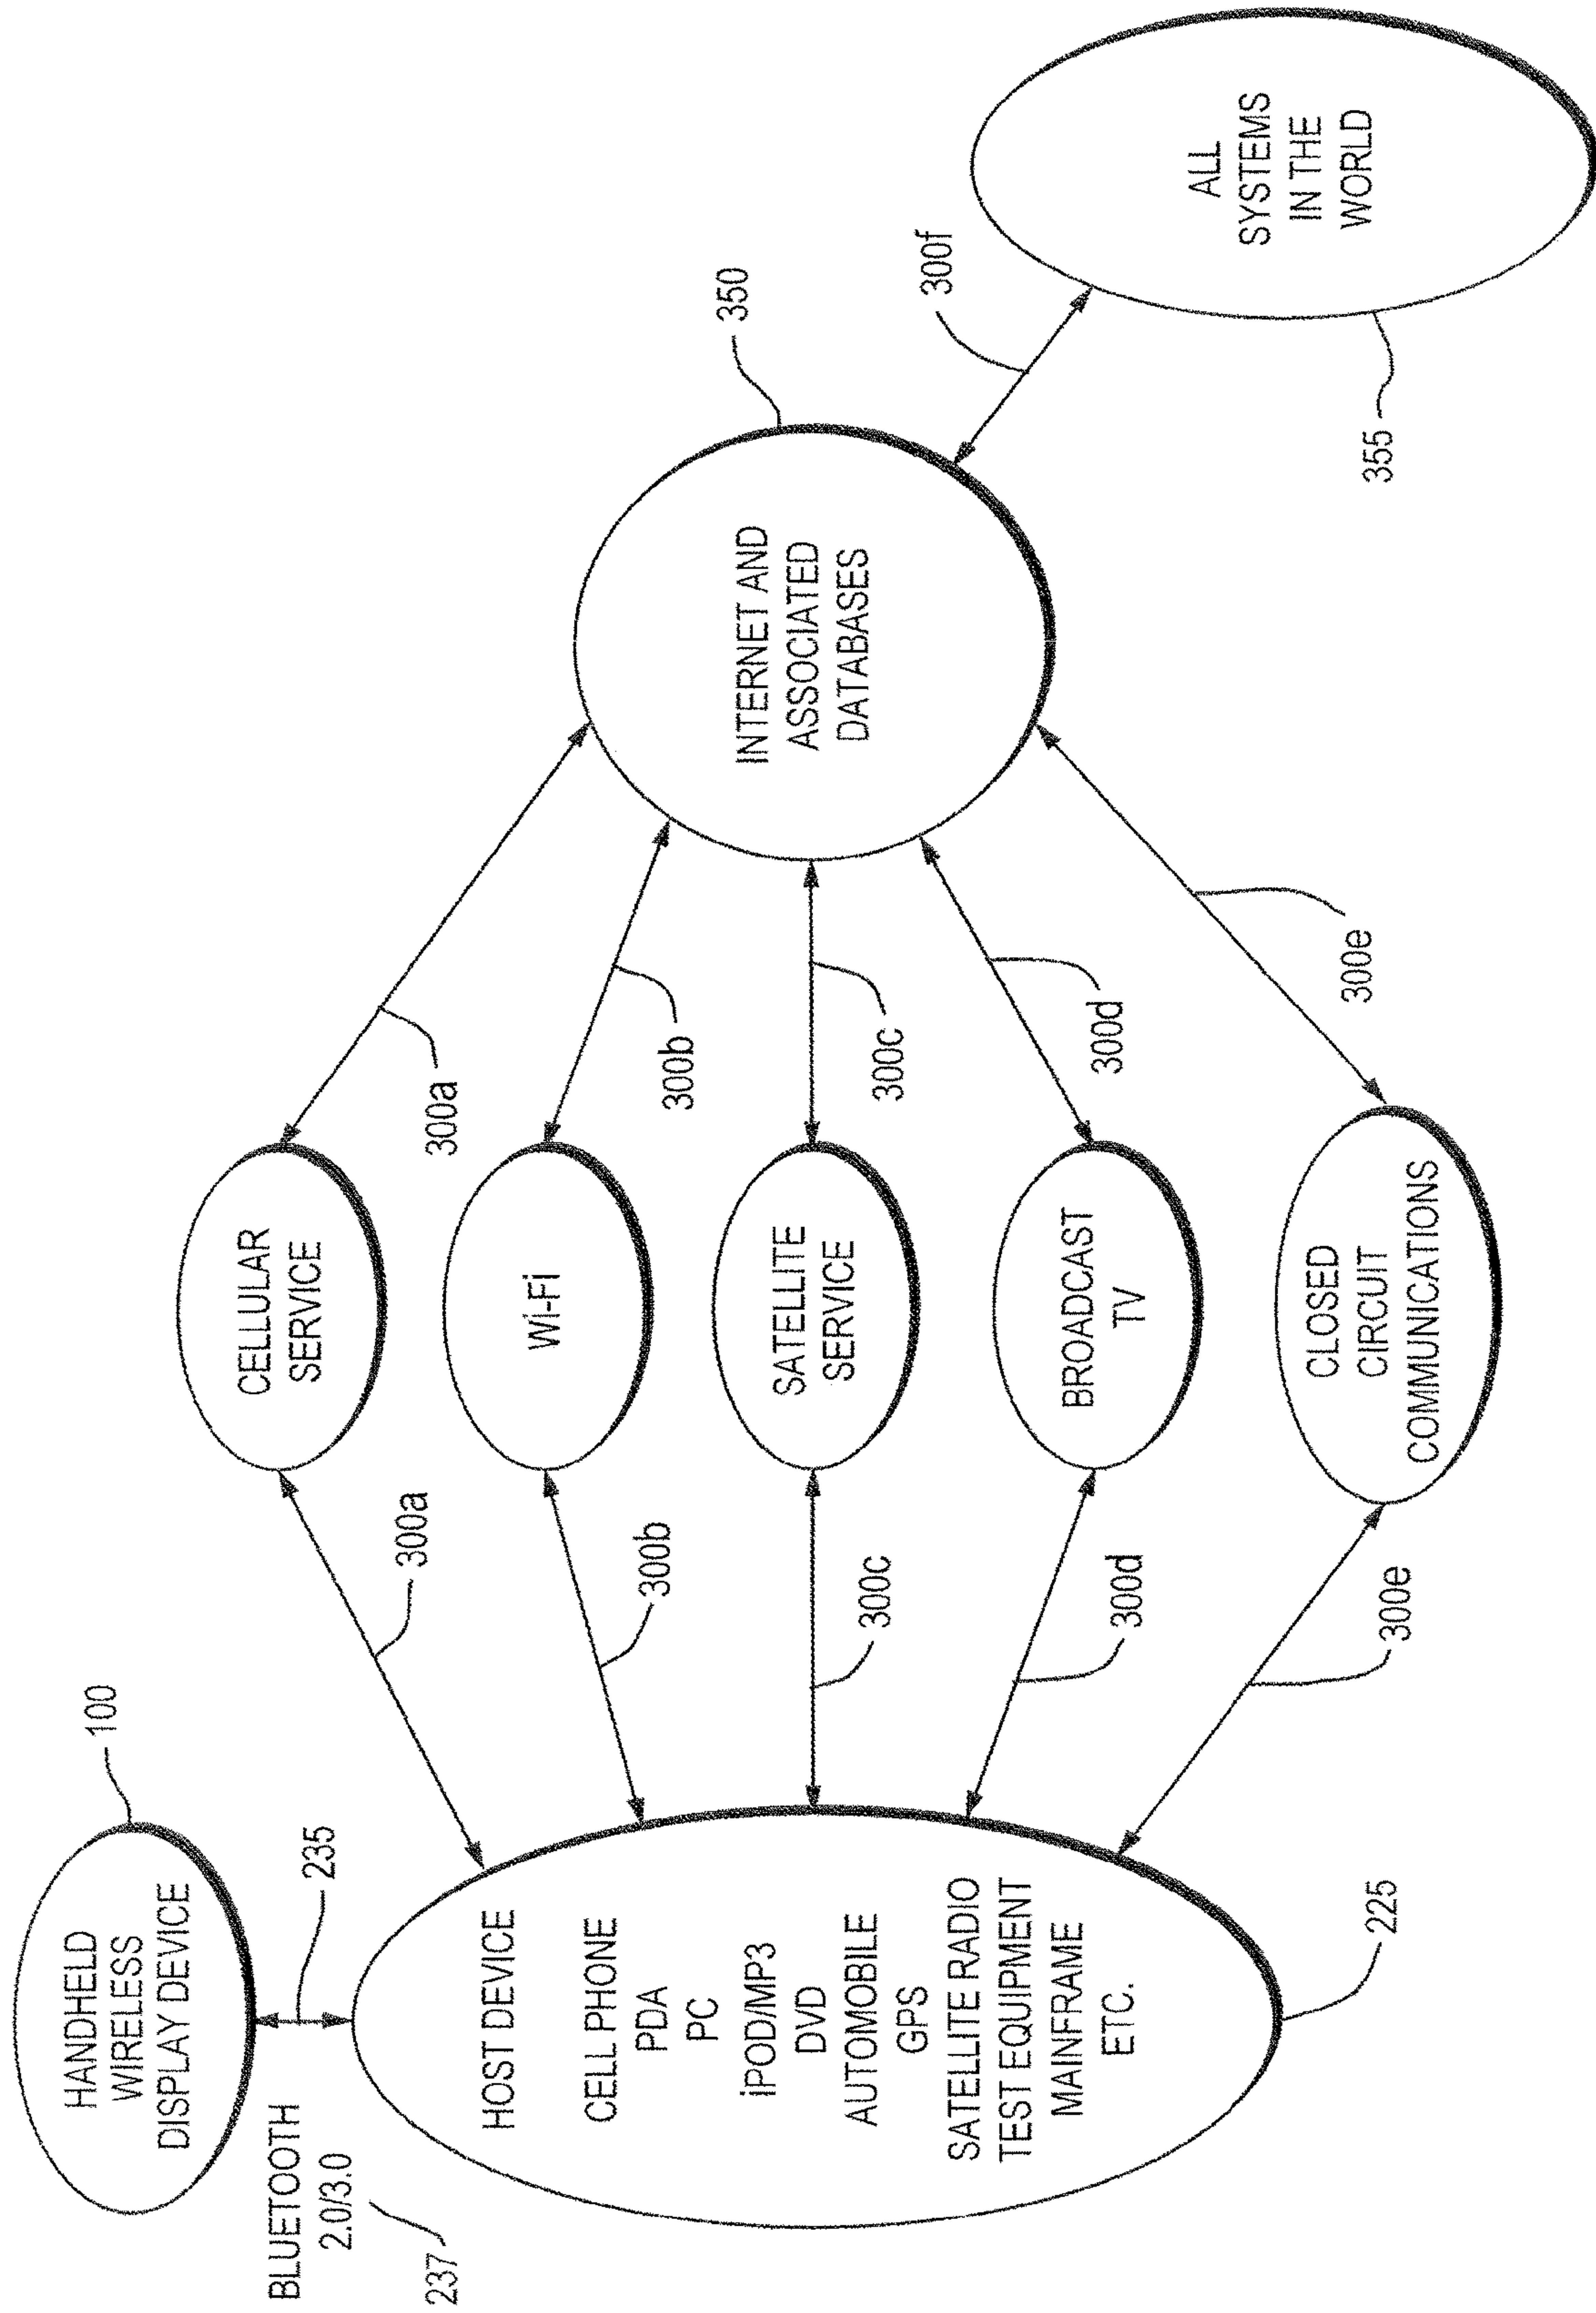 HANDHELD
WIRELESS
DISPLAY DEVICE
100
BLUETOOTH
2.0/3.0
237
235
HOST DEVICE
CELL PHONE
PDA
PC
iPOD/MP3
DVD
AUTOMOBILE
GPS
SATELLITE RADIO
TEST EQUIPMENT
MAINFRAME
ETC.
225
300a
300b
300c
300d
300e
CELLULAR
SERVICE
Wi-Fi
SATELLITE
SERVICE
BROADCAST
TV
CLOSED
CIRCUIT
COMMUNICATIONS
300a
300b
300c
300d
300e
INTERNET AND
ASSOCIATED
DATABASES
350
300f
ALL
SYSTEMS
IN THE
WORLD
355